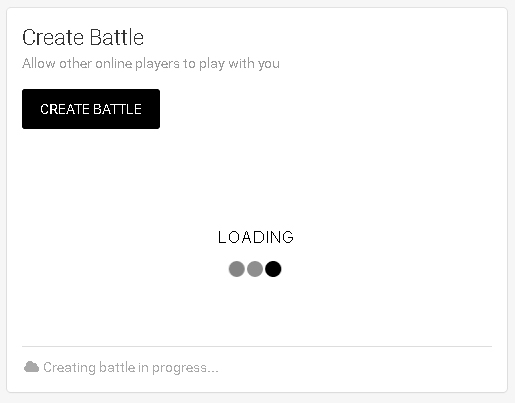 Create Battle
Allow other online players to play with you
CREATE BATTLE
LOADING
Creating battle in progress...